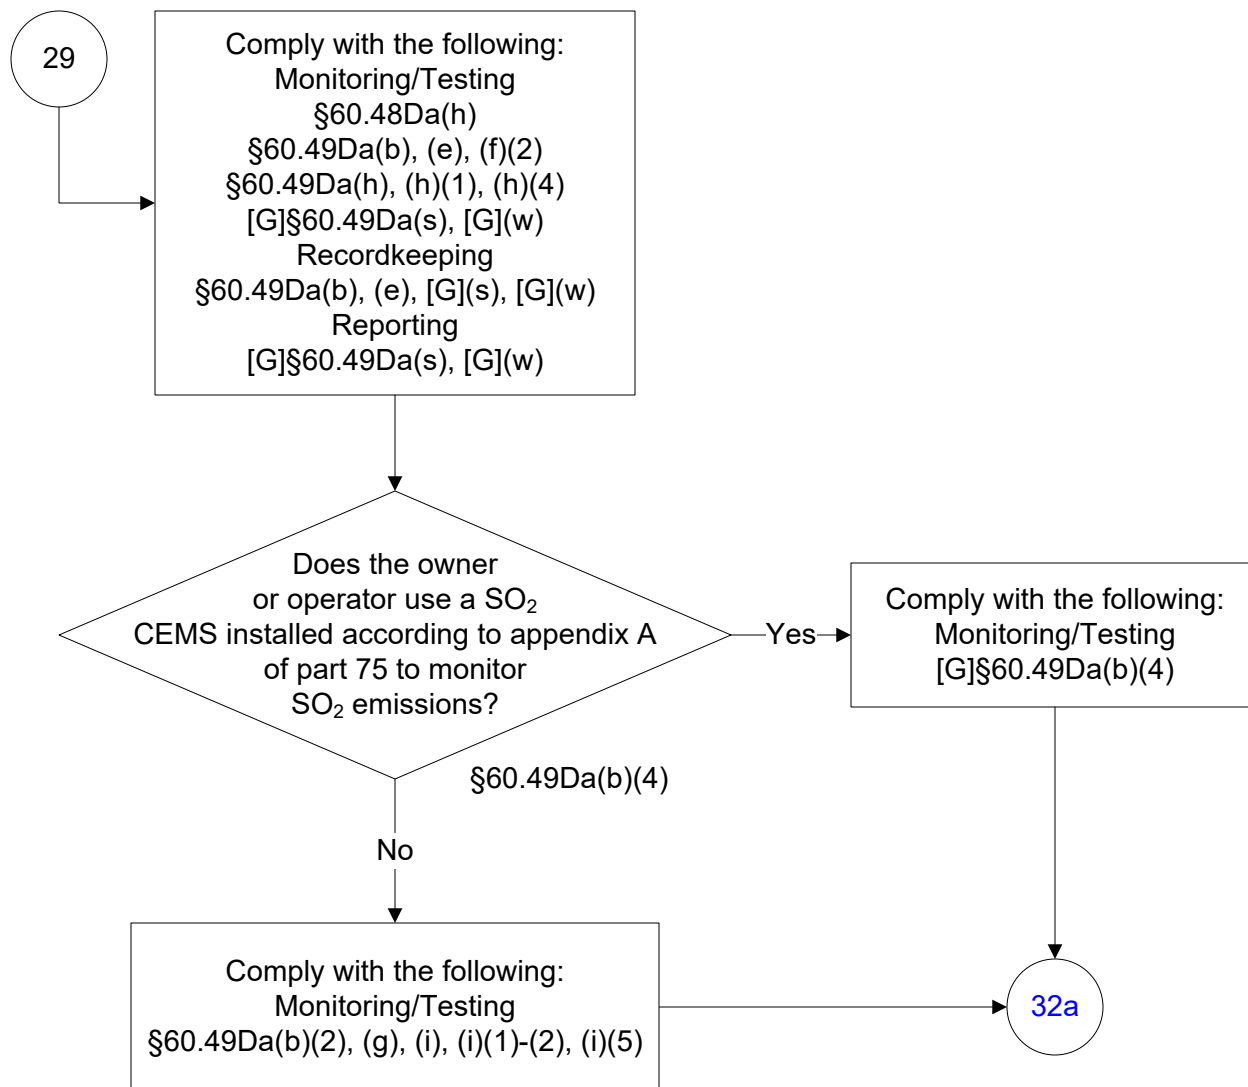 29
Comply with the following:
Monitoring/Testing
§60.48Da(h)
§60.49Da(b), (e), (f)(2)
§60.49Da(h), (h)(1), (h)(4)
[G]§60.49Da(s), [G](w)
Recordkeeping
§60.49Da(b), (e), [G](s), [G](w)
Reporting
[G]§60.49Da(s), [G](w)
Does the owner
or operator use a SO₂
CEMS installed according to appendix A
of part 75 to monitor
SO₂ emissions?
Yes
Comply with the following:
Monitoring/Testing
[G]§60.49Da(b)(4)
§60.49Da(b)(4)
No
Comply with the following:
Monitoring/Testing
§60.49Da(b)(2), (g), (i), (i)(1)-(2), (i)(5)
32a